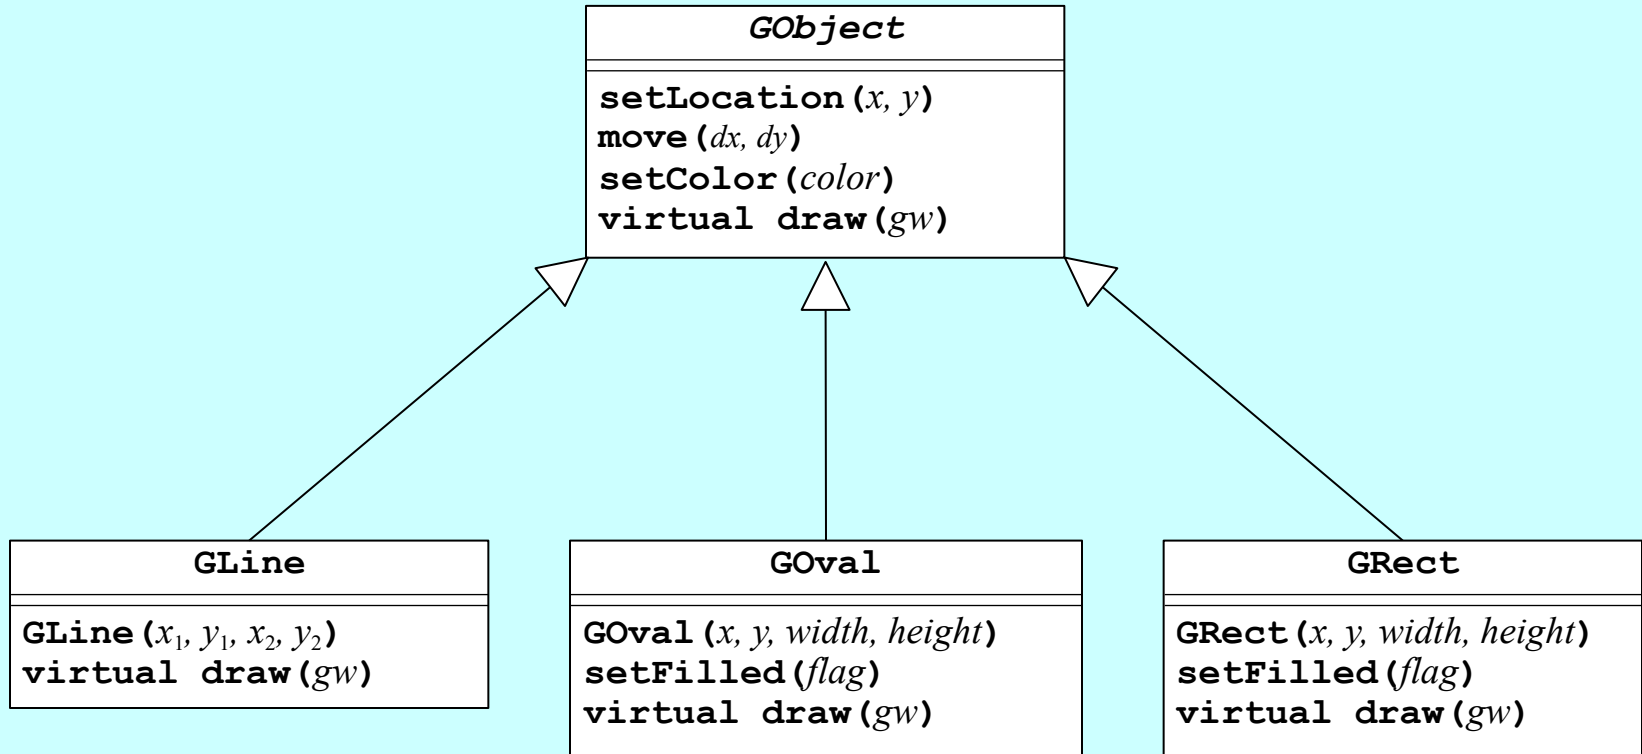 GObject
setLocation(x, y)
move(dx, dy)
setColor(color)
virtual draw(gw)
GLine
GLine(x₁, y₁, x₂, y₂)
virtual draw(gw)
GOval
GOval(x, y, width, height)
setFilled(flag)
virtual draw(gw)
GRect
GRect(x, y, width, height)
setFilled(flag)
virtual draw(gw)